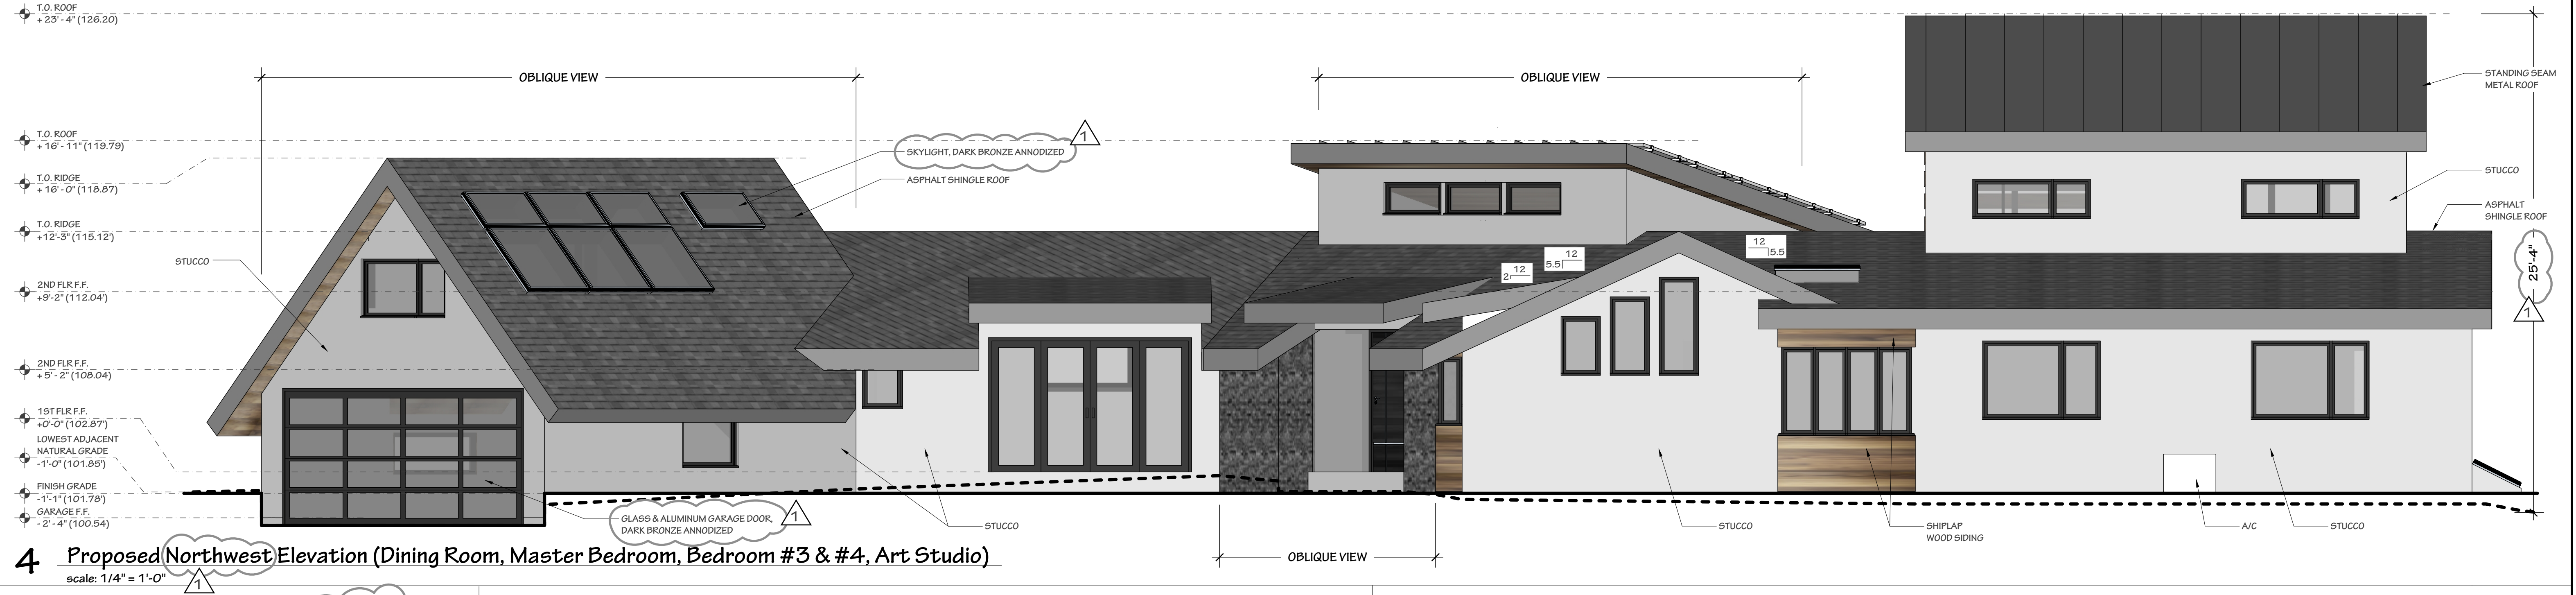 T.O. ROOF
+ 23' - 4" (126.20)
OBLIQUE VIEW
OBLIQUE VIEW
STANDING SEAM
METAL ROOF
T.O. ROOF
+ 16' - 11" (119.79)
1
SKYLIGHT, DARK BRONZE ANNODIZED
ASPHALT SHINGLE ROOF
T.O. RIDGE
+ 16' - 0" (118.87)
STUCCO
ASPHALT
SHINGLE ROOF
T.O. RIDGE
+12'-3" (115.12')
12
5.5
12
5.5
12
2
STUCCO
25'-4"
1
2ND FLR F.F.
+9'-2" (112.04')
2ND FLR F.F.
+ 5' - 2" (108.04)
1ST FLR F.F.
+0'-0" (102.87')
LOWEST ADJACENT
NATURAL GRADE
-1'-0" (101.85')
FINISH GRADE
-1'-1" (101.78')
GARAGE F.F.
- 2' - 4" (100.54)
GLASS & ALUMINUM GARAGE DOOR,
DARK BRONZE ANNODIZED
1
STUCCO
STUCCO
SHIPLAP
WOOD SIDING
A/C
STUCCO
OBLIQUE VIEW
4 Proposed Northwest Elevation (Dining Room, Master Bedroom, Bedroom #3 & #4, Art Studio)
scale: 1/4" = 1'-0"
1